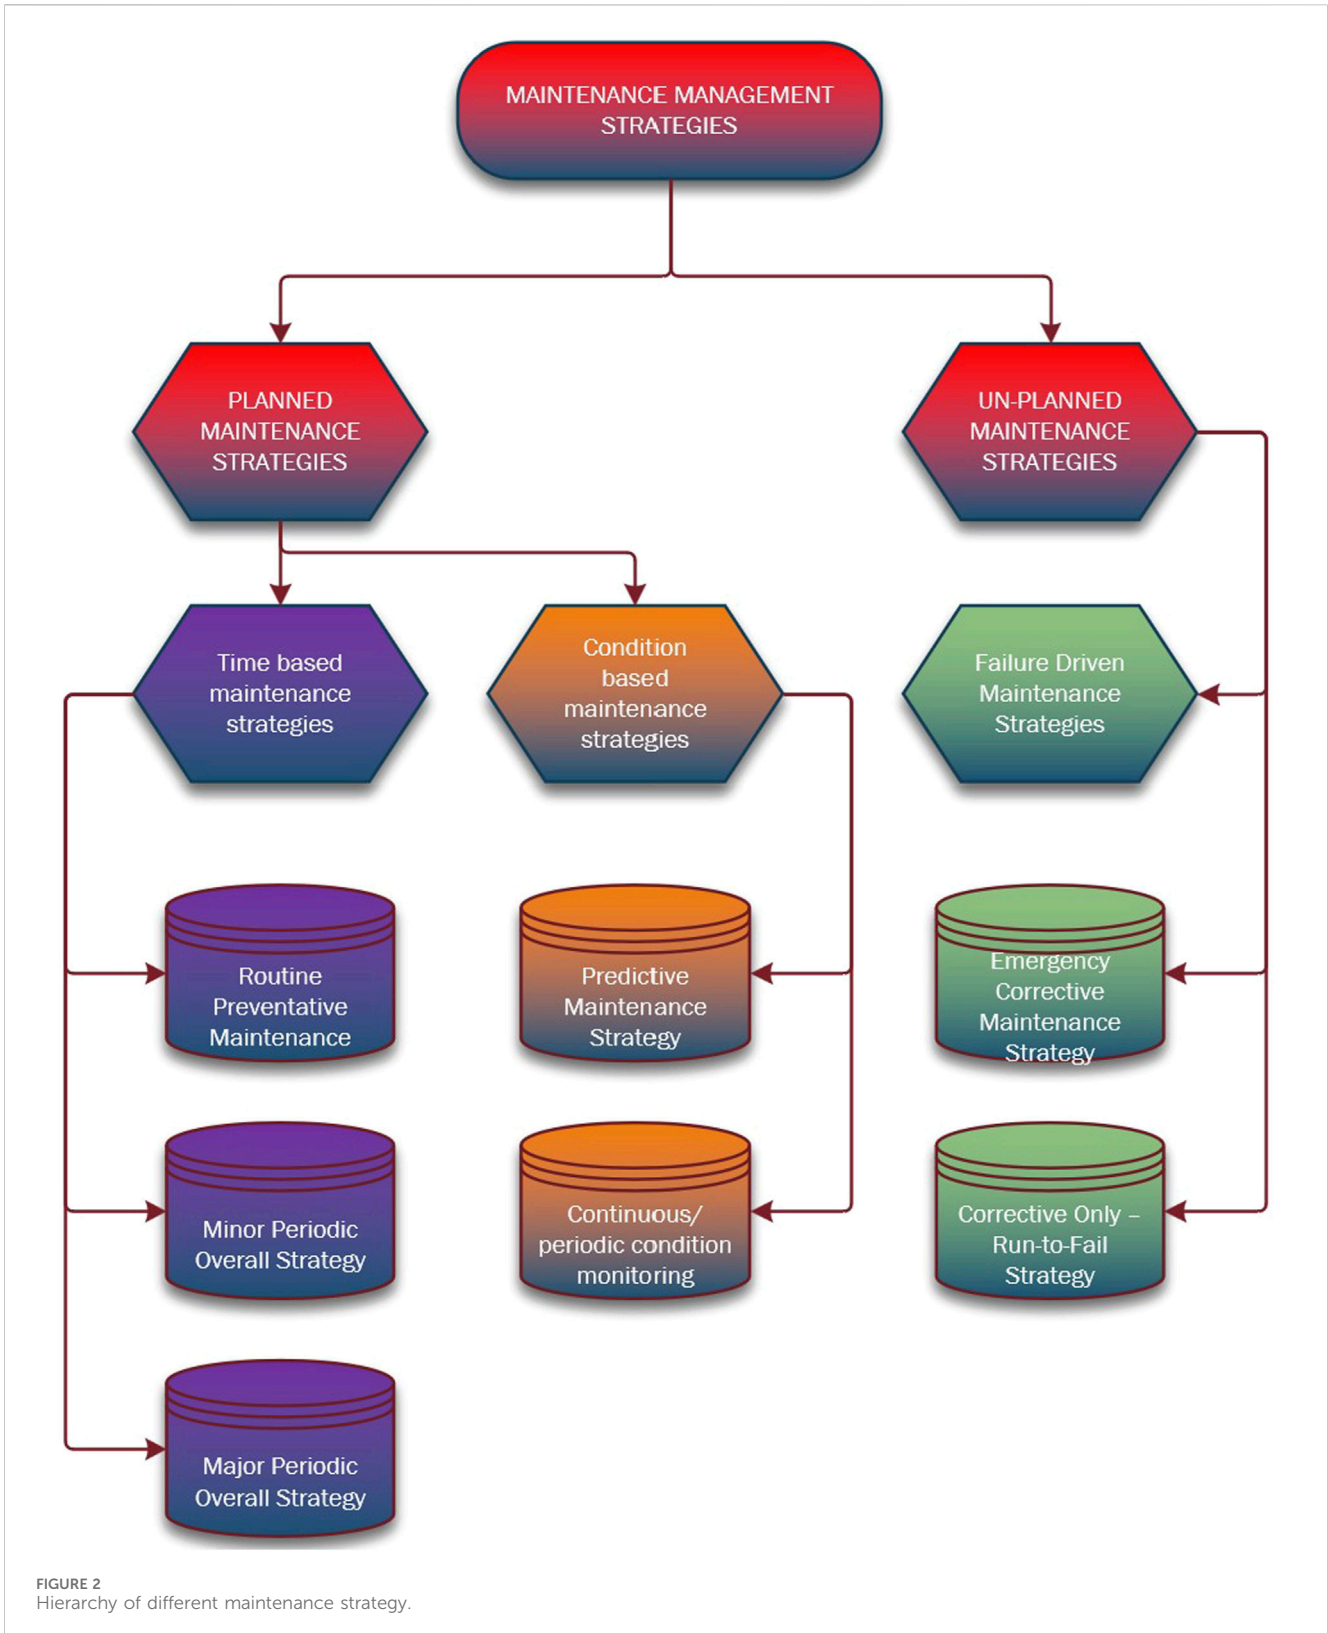 MAINTENANCE MANAGEMENT
STRATEGIES
PLANNED
MAINTENANCE
STRATEGIES
UN-PLANNED
MAINTENANCE
STRATEGIES
Time based
maintenance
strategies
Condition
based
maintenance
strategies
Failure Driven
Maintenance
Strategies
Routine
Preventative
Maintenance
Predictive
Maintenance
Strategy
Emergency
Corrective
Maintenance
Strategy
Minor Periodic
Overall Strategy
Continuous/
periodic condition
monitoring
Corrective Only –
Run-to-Fail
Strategy
Major Periodic
Overall Strategy
FIGURE 2
Hierarchy of different maintenance strategy.